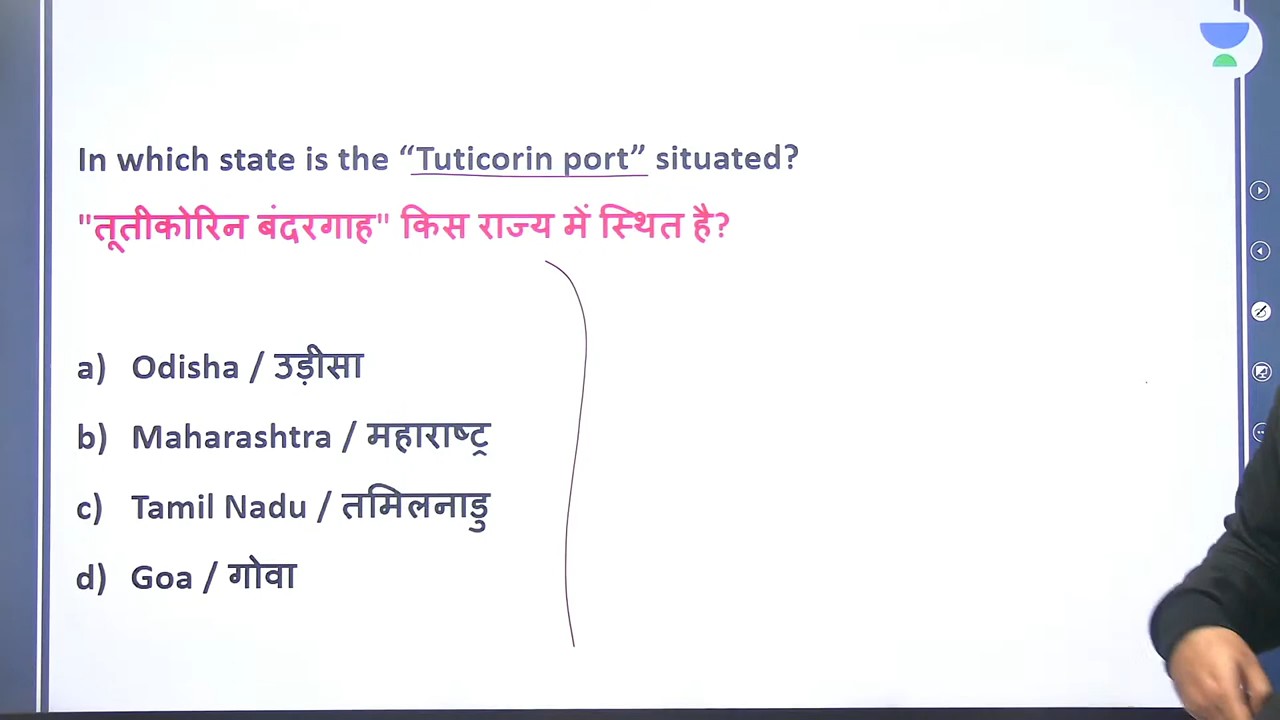 In which state is the “Tuticorin port” situated?
"तूतीकोरिन बंदरगाह" किस राज्य में स्थित है?
a) Odisha / उड़ीसा
b) Maharashtra / महाराष्ट्र
c) Tamil Nadu / तमिलनाडु
d) Goa / गोवा